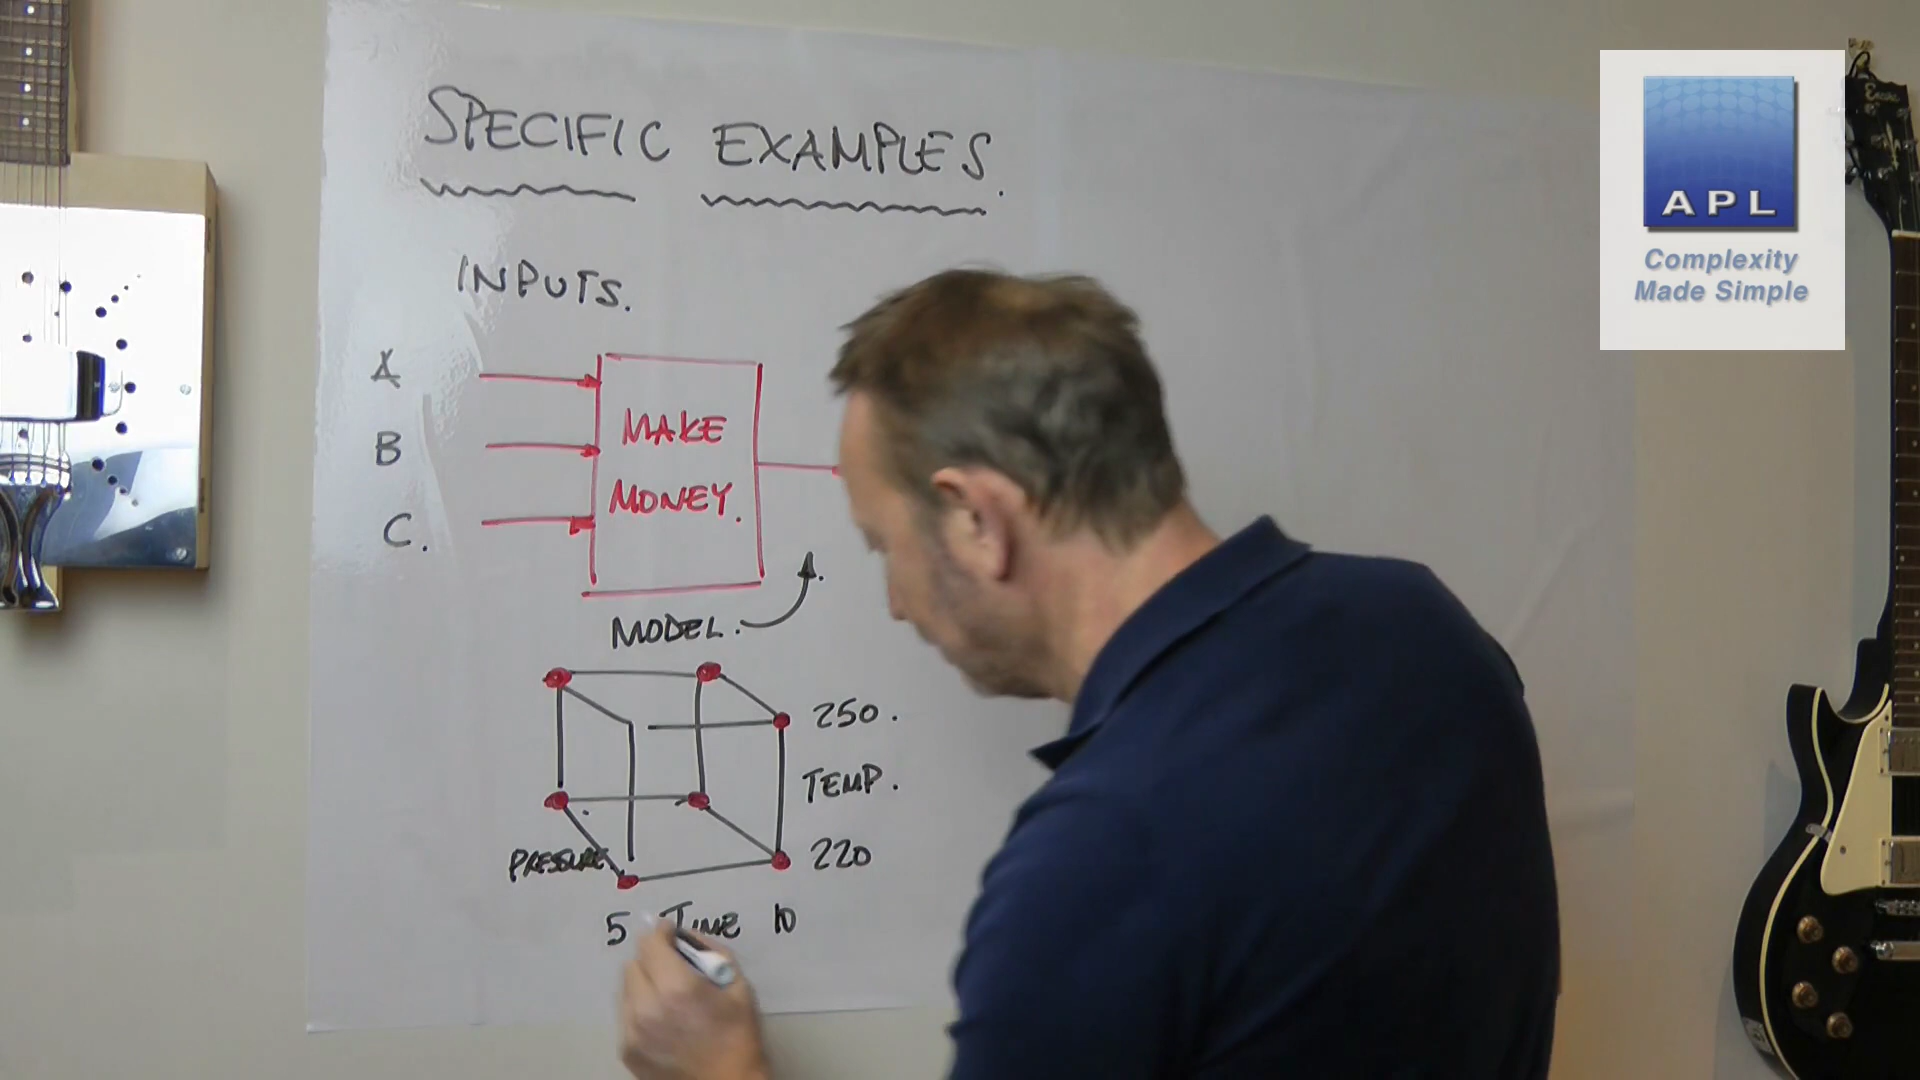 SPECIFIC EXAMPLES.
INPUTS.
A
B
C.
MAKE
MONEY.
MODEL.
250.
TEMP.
220
PRESSURE
5 TIME 10
APL
Complexity
Made Simple